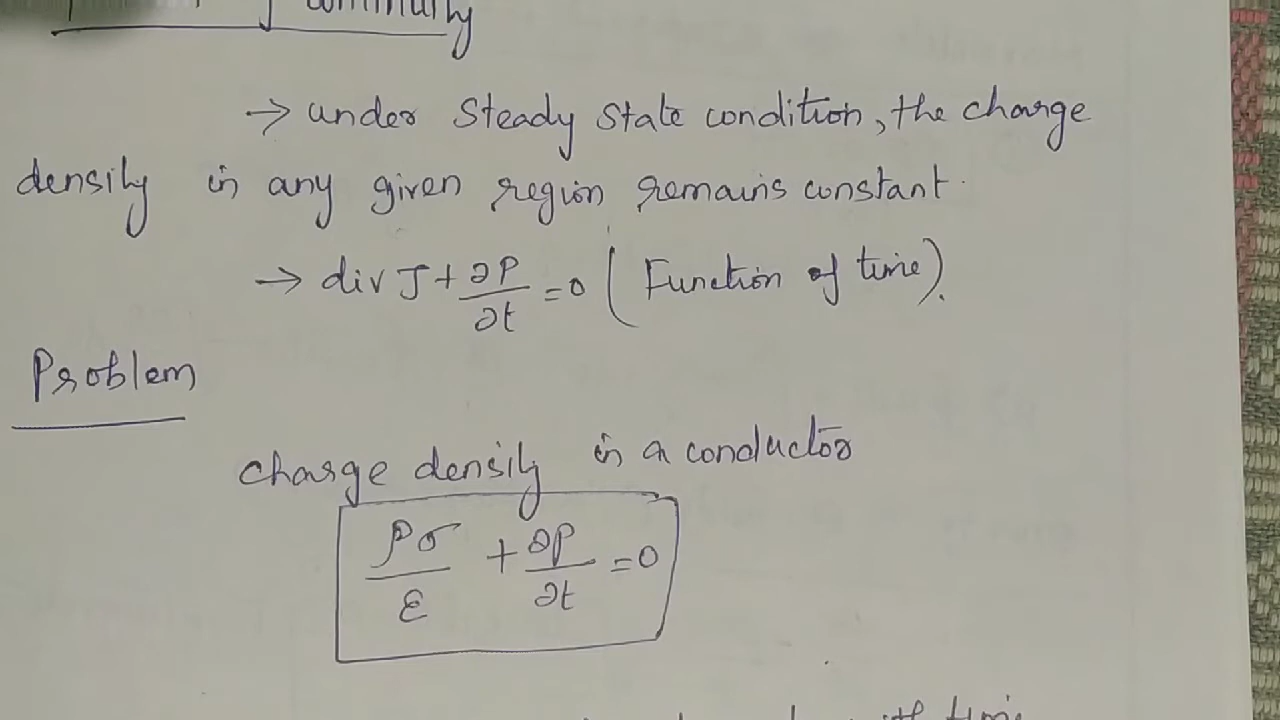 continuity
→ under steady state condition, the charge
density in any given region remains constant.
→ div J + ∂ρ/∂t = 0 (Function of time).
Problem
charge density in a conductor
ρσ/ε + ∂ρ/∂t = 0